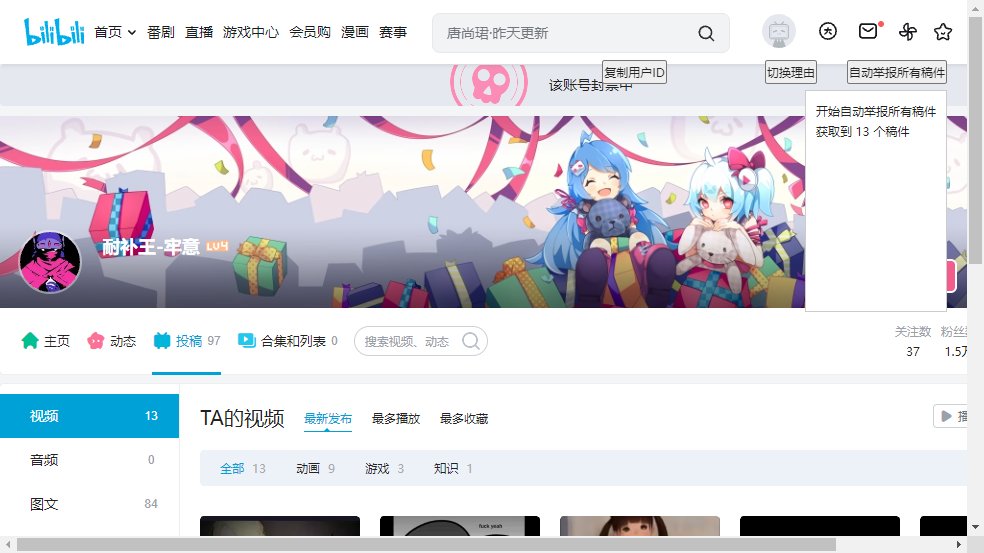 bilibili 首页 番剧 直播 游戏中心 会员购 漫画 赛事 唐尚珺·昨天更新
复制用户ID 切换理由 自动举报所有稿件
该账号封禁中
开始自动举报所有稿件
获取到 13 个稿件
耐补王-牢意 LV4
主页 动态 投稿 97 合集和列表 0 搜索视频、动态
关注数 粉丝
37 1.5万
视频 13
音频 0
图文 84
TA的视频 最新发布 最多播放 最多收藏 播
全部 13 动画 9 游戏 3 知识 1
fuck yeah